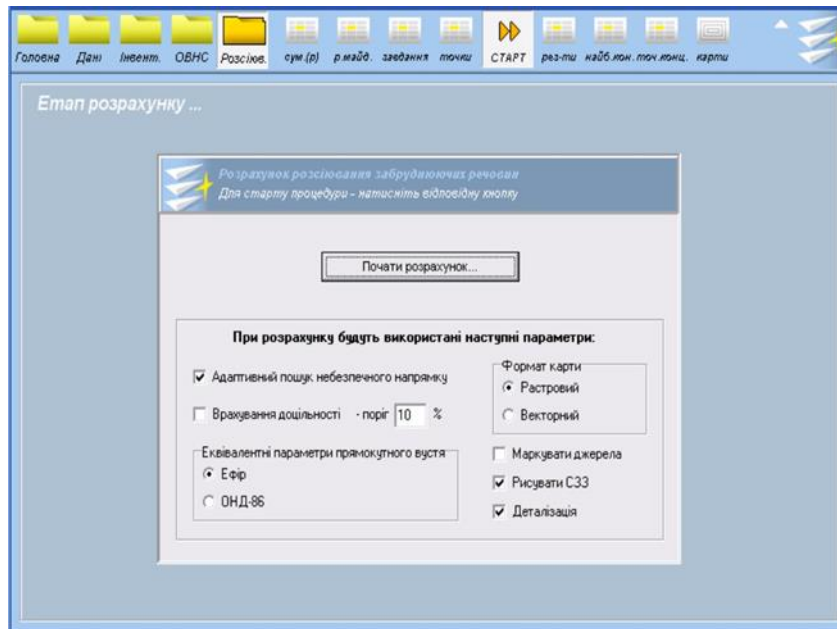 Головна Дані Інвент. ОВНС Розсіюв. сум.(р) р.майд. завдання точки СТАРТ рез-ти найб.кон. точ.конц. карти
Етап розрахунку ...
Розрахунок розсіювання забруднюючих речовин
Для старту процедури - натисніть відповідну кнопку
Почати розрахунок...
При розрахунку будуть використані наступні параметри:
Адаптивний пошук небезпечного напрямку
Врахування доцільності - поріг 10 %
Еквівалентні параметри прямокутного вустя
Ефір
ОНД-86
Формат карти
Растровий
Векторний
Маркувати джерела
Рисувати СЗЗ
Деталізація